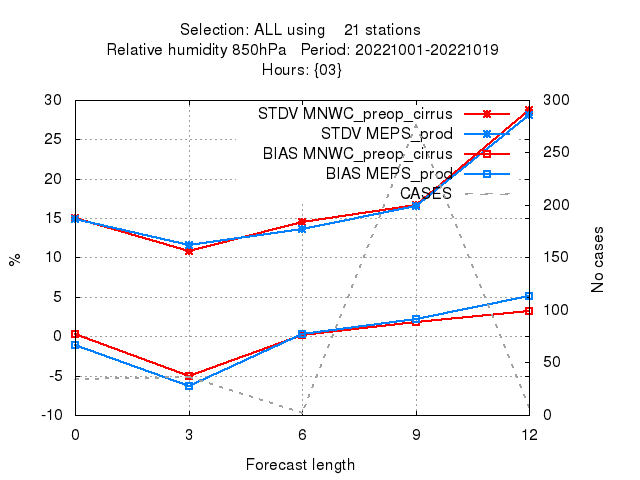 Selection: ALL using 21 stations
Relative humidity 850hPa Period: 20221001-20221019
Hours: {03}
STDV MNWC_preop_cirrus
STDV MEPS_prod
BIAS MNWC_preop_cirrus
BIAS MEPS_prod
CASES
30
25
20
15
10
5
0
-5
-10
%
300
250
200
150
100
50
0
No cases
0 3 6 9 12
Forecast length